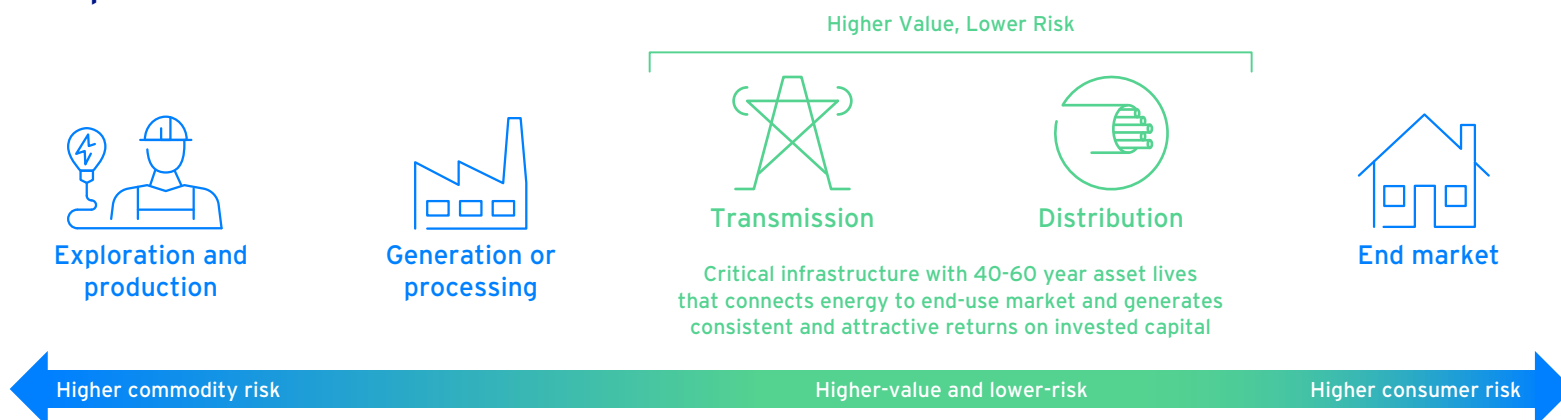 Higher Value, Lower Risk
Exploration and
production
Generation or
processing
Transmission
Distribution
Critical infrastructure with 40-60 year asset lives
that connects energy to end-use market and generates
consistent and attractive returns on invested capital
End market
Higher commodity risk
Higher-value and lower-risk
Higher consumer risk